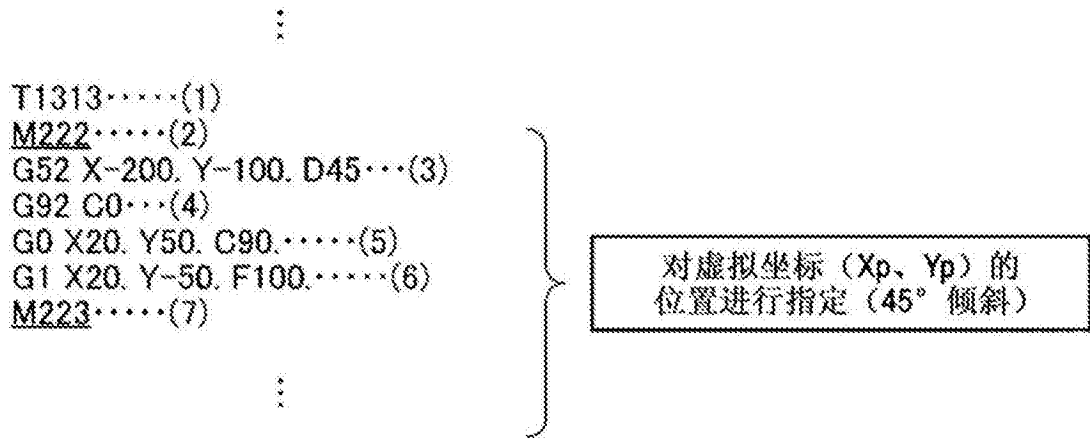 T1313·····(1)
M222·····(2)
G52 X-200. Y-100. D45···(3)
G92 C0···(4)
G0 X20. Y50. C90.·····(5)
G1 X20. Y-50. F100.·····(6)
M223·····(7)
对虚拟坐标（Xp、Yp）的
位置进行指定（45°倾斜）